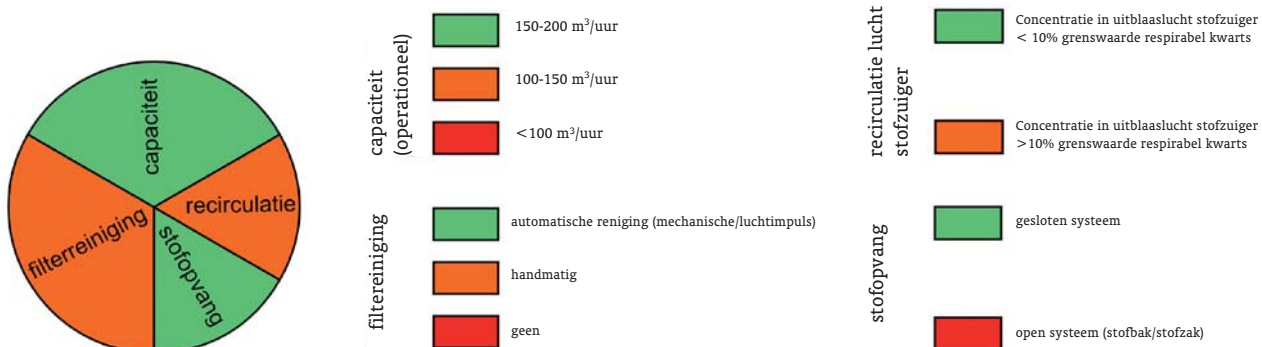 capaciteit
recirculatie
stofopvang
filterreiniging
capaciteit
(operationeel)
150-200 m³/uur
100-150 m³/uur
<100 m³/uur
filtereiniging
automatische reniging (mechanische/luchtimpuls)
handmatig
geen
recirculatie lucht
stofzuiger
Concentratie in uitblaaslucht stofzuiger
< 10% grenswaarde respirabel kwarts
Concentratie in uitblaaslucht stofzuiger
>10% grenswaarde respirabel kwarts
stofopvang
gesloten systeem
open systeem (stofbak/stofzak)